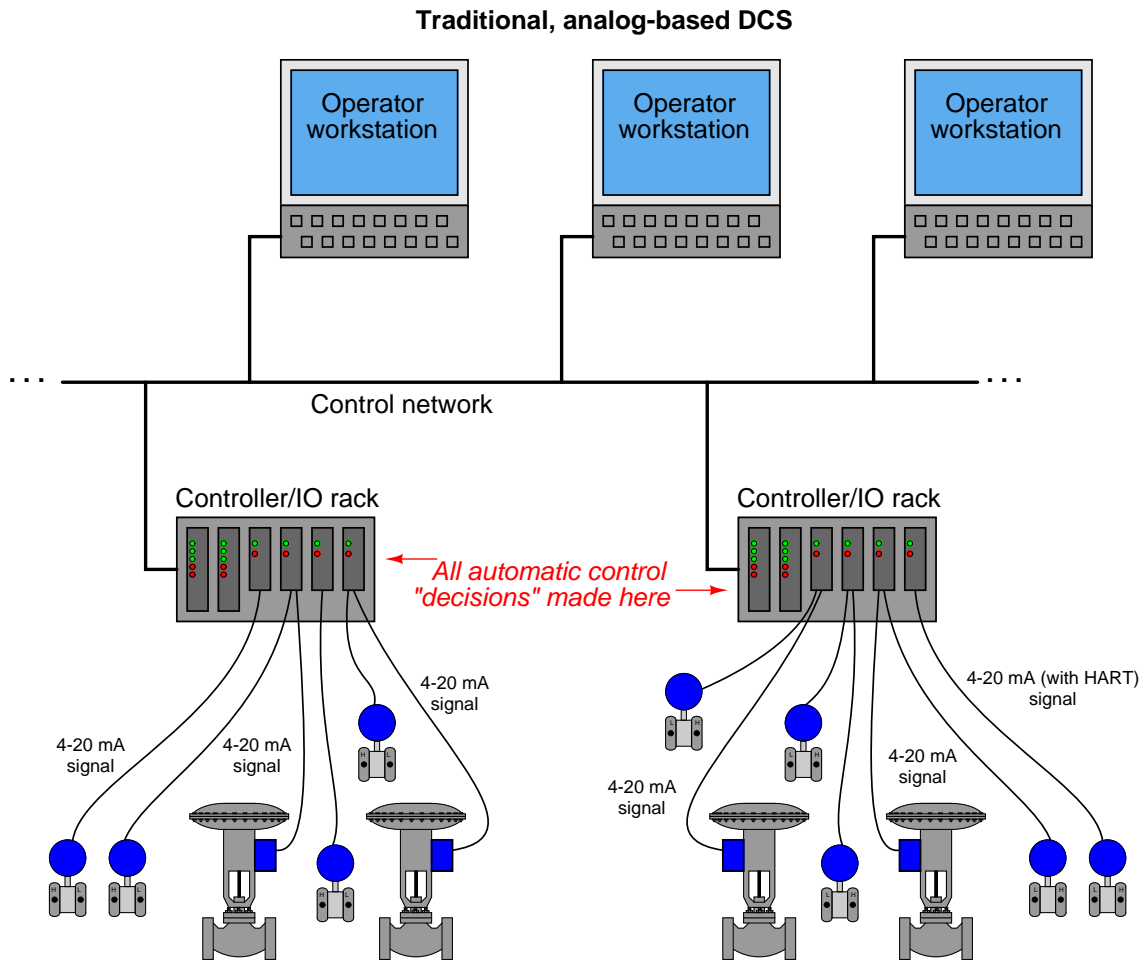 Traditional, analog-based DCS
Operator
workstation
Operator
workstation
Operator
workstation
. . .
. . .
Control network
Controller/IO rack
Controller/IO rack
All automatic control
"decisions" made here
4-20 mA
signal
4-20 mA
signal
4-20 mA
signal
4-20 mA (with HART)
signal
4-20 mA
signal
4-20 mA
signal
H L
L H
L H
H L
H L
H L
L H
L H
L H